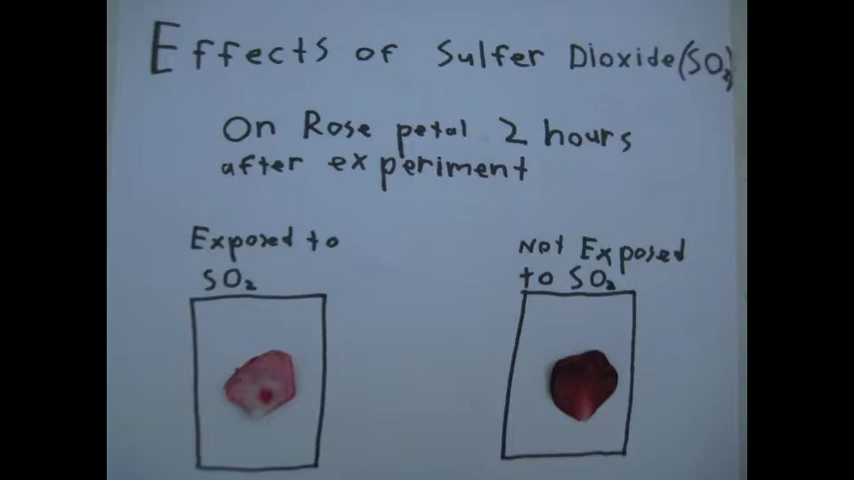 Effects of Sulfer Dioxide(SO₂)
On Rose petal 2 hours
after experiment
Exposed to
SO₂
Not Exposed
to SO₂